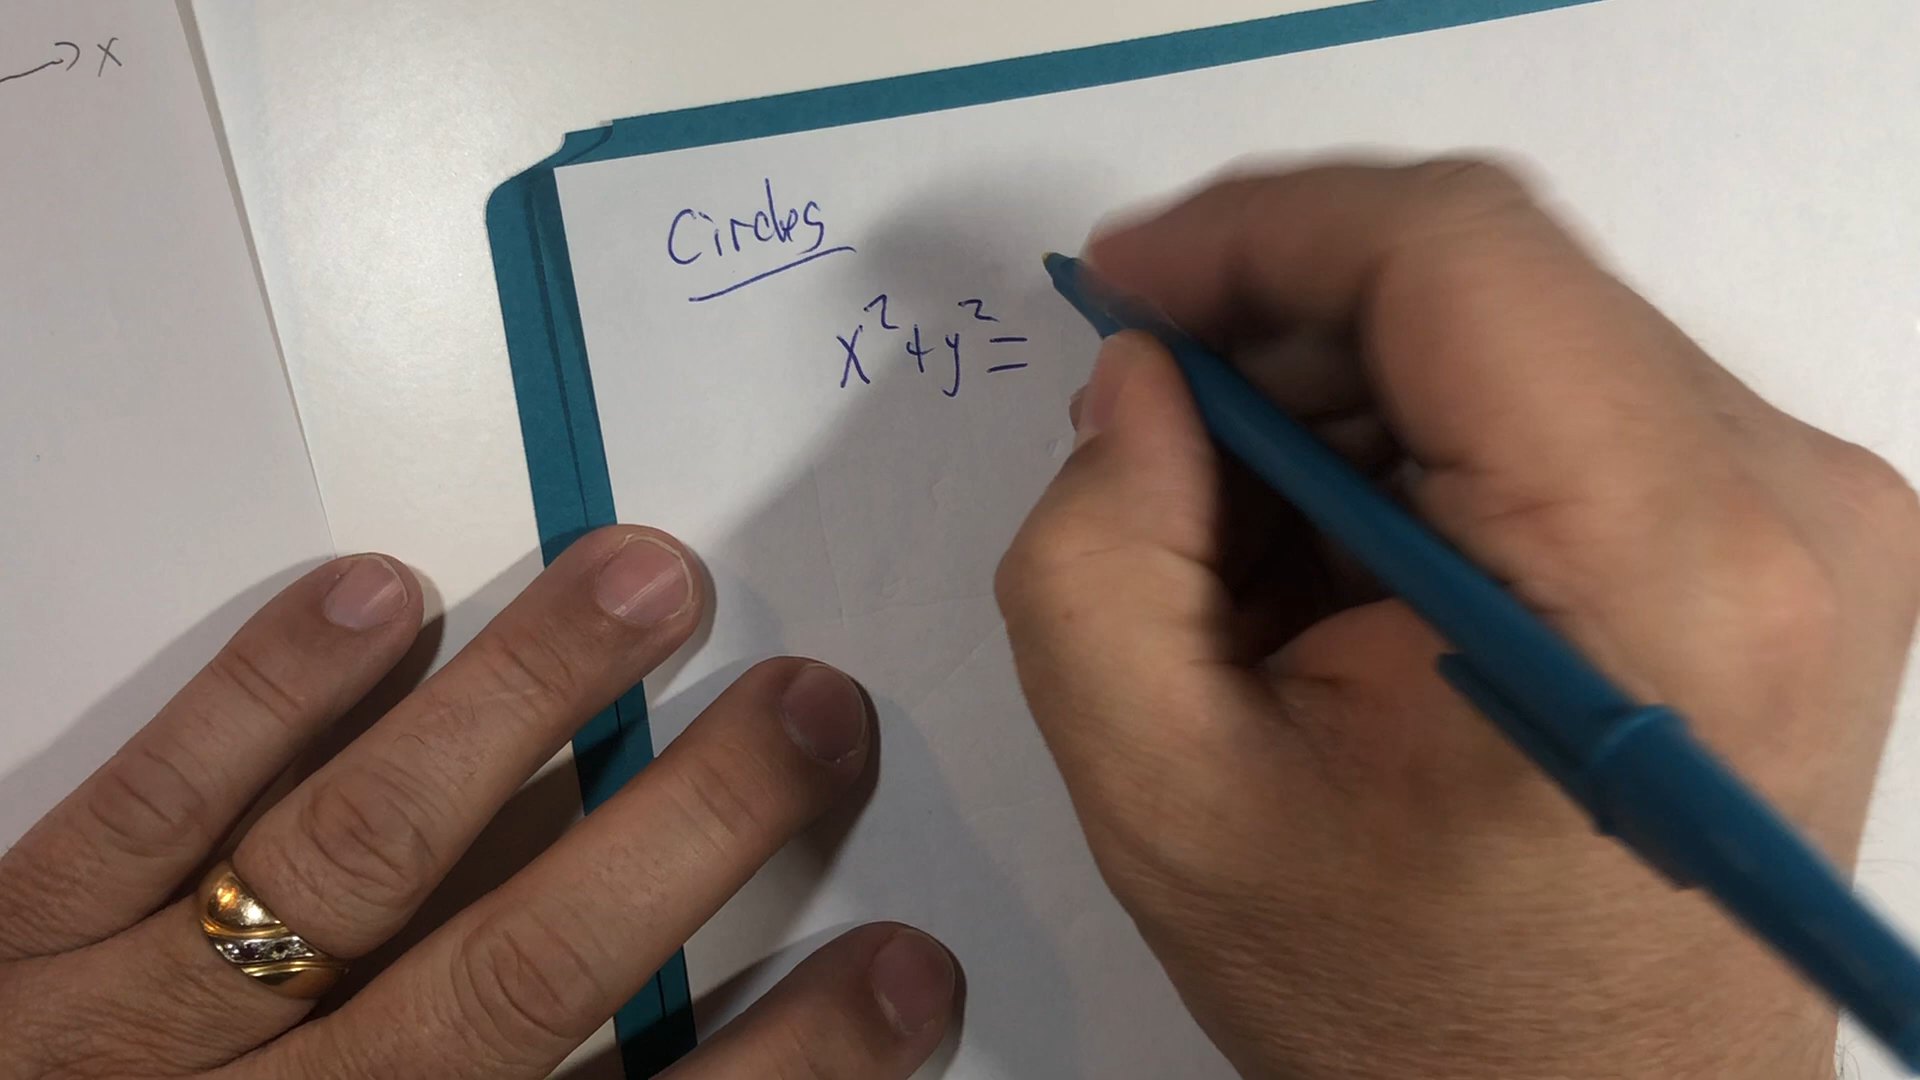 x
Circles
x²+y²=